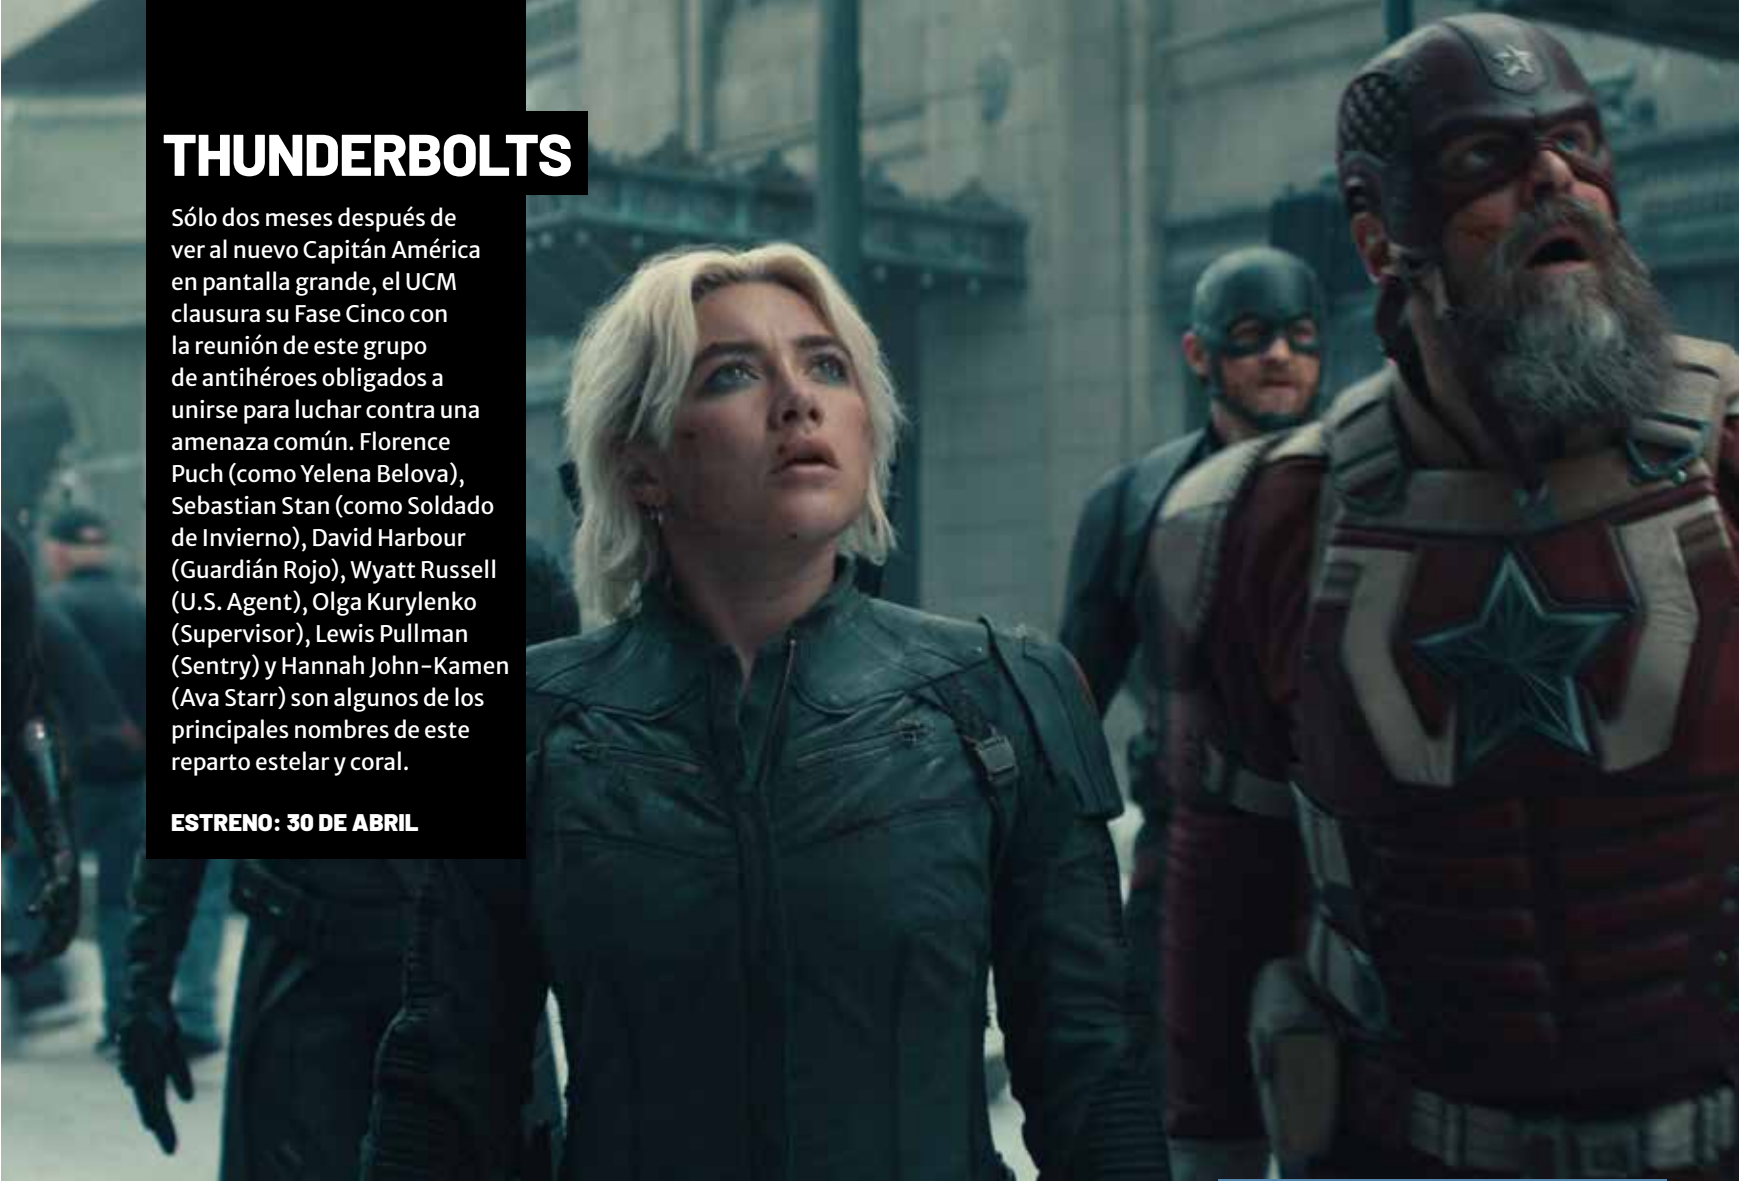 THUNDERBOLTS
Sólo dos meses después de
ver al nuevo Capitán América
en pantalla grande, el UCM
clausura su Fase Cinco con
la reunión de este grupo
de antihéroes obligados a
unirse para luchar contra una
amenaza común. Florence
Puch (como Yelena Belova),
Sebastian Stan (como Soldado
de Invierno), David Harbour
(Guardián Rojo), Wyatt Russell
(U.S. Agent), Olga Kurylenko
(Supervisor), Lewis Pullman
(Sentry) y Hannah John-Kamen
(Ava Starr) son algunos de los
principales nombres de este
reparto estelar y coral.
ESTRENO: 30 DE ABRIL